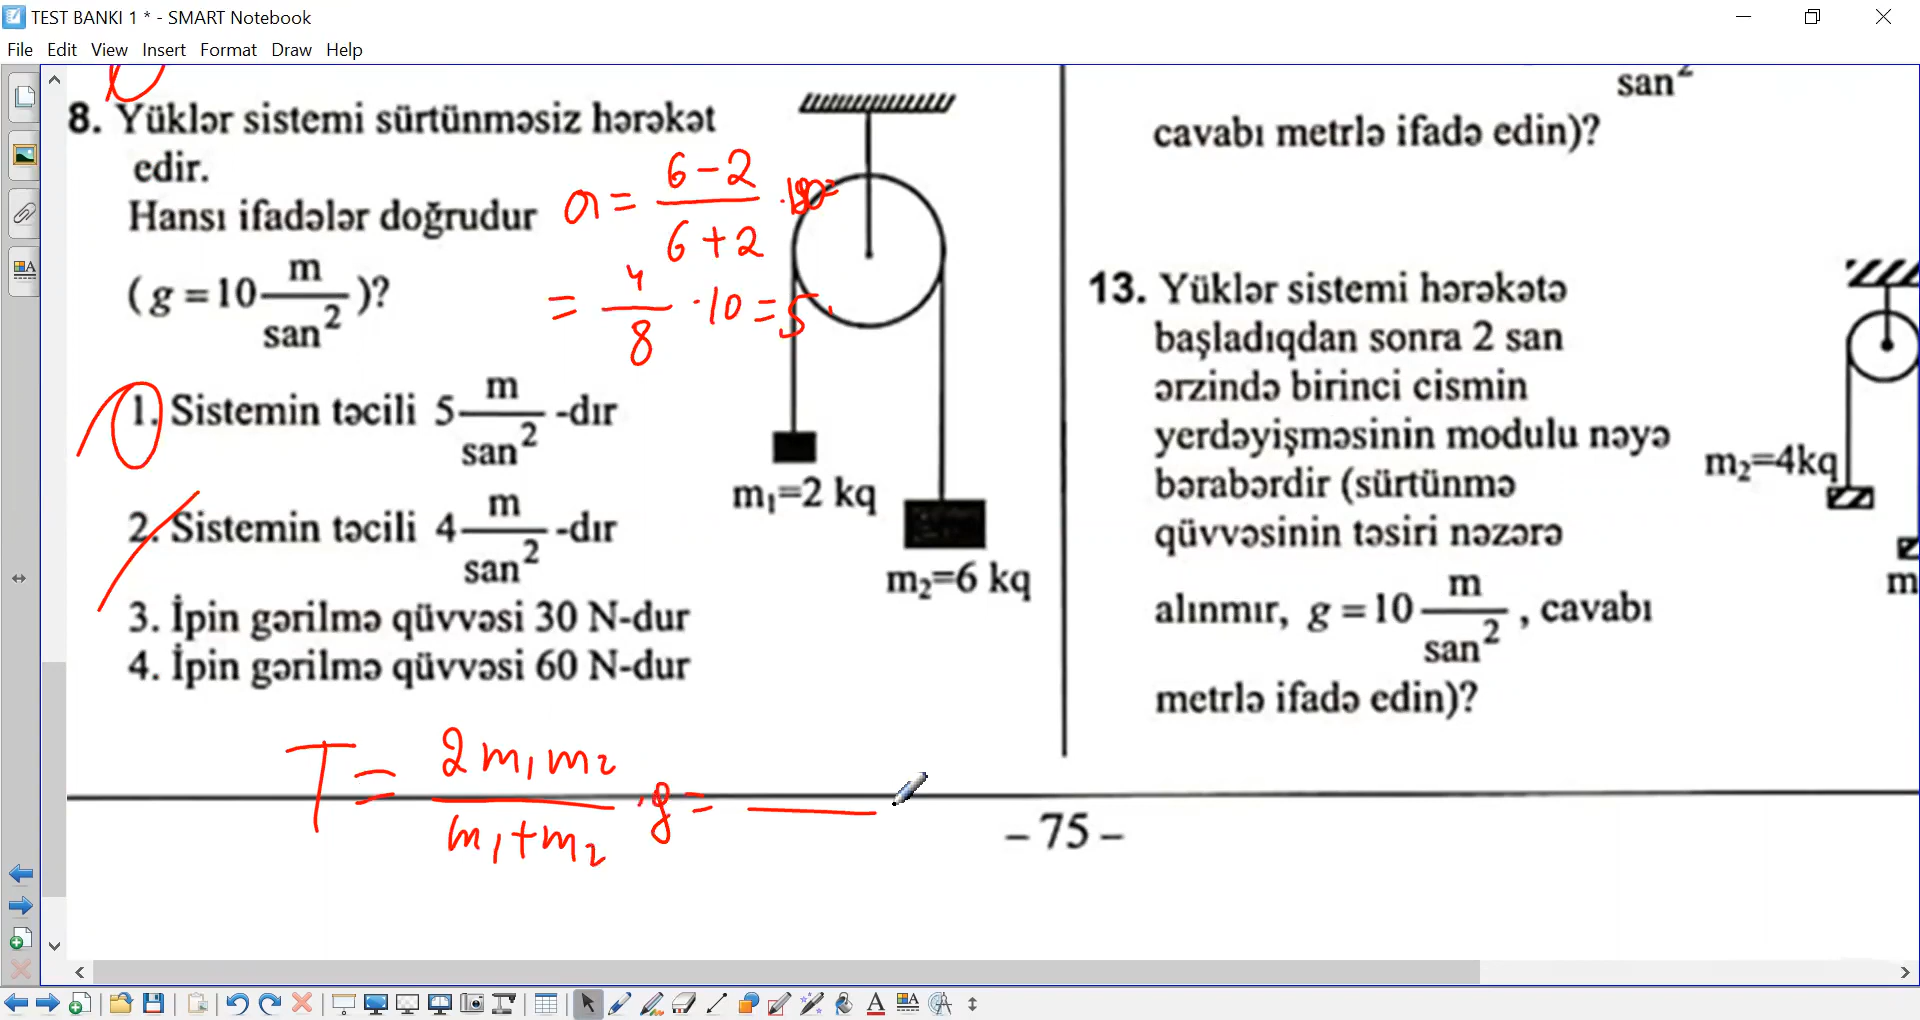 TEST BANKI 1 * - SMART Notebook
File Edit View Insert Format Draw Help
8. Yüklər sistemi sürtünməsiz hərəkət
edir.
Hansı ifadələr doğrudur
(g = 10 m/san²)?
a = (6 - 2)/(6 + 2) · 10 =
= 4/8 · 10 = 5
1. Sistemin təcili 5 m/san² -dır
2. Sistemin təcili 4 m/san² -dır
3. İpin gərilmə qüvvəsi 30 N-dur
4. İpin gərilmə qüvvəsi 60 N-dur
m₁=2 kq
m₂=6 kq
T = 2m₁m₂/(m₁+m₂) · g =
san²
cavabı metrlə ifadə edin)?
13. Yüklər sistemi hərəkətə
başladıqdan sonra 2 san
ərzində birinci cismin
yerdəyişməsinin modulu nəyə
bərabərdir (sürtünmə
qüvvəsinin təsiri nəzərə
alınmır, g = 10 m/san², cavabı
metrlə ifadə edin)?
m₂=4kq
m
– 75 –